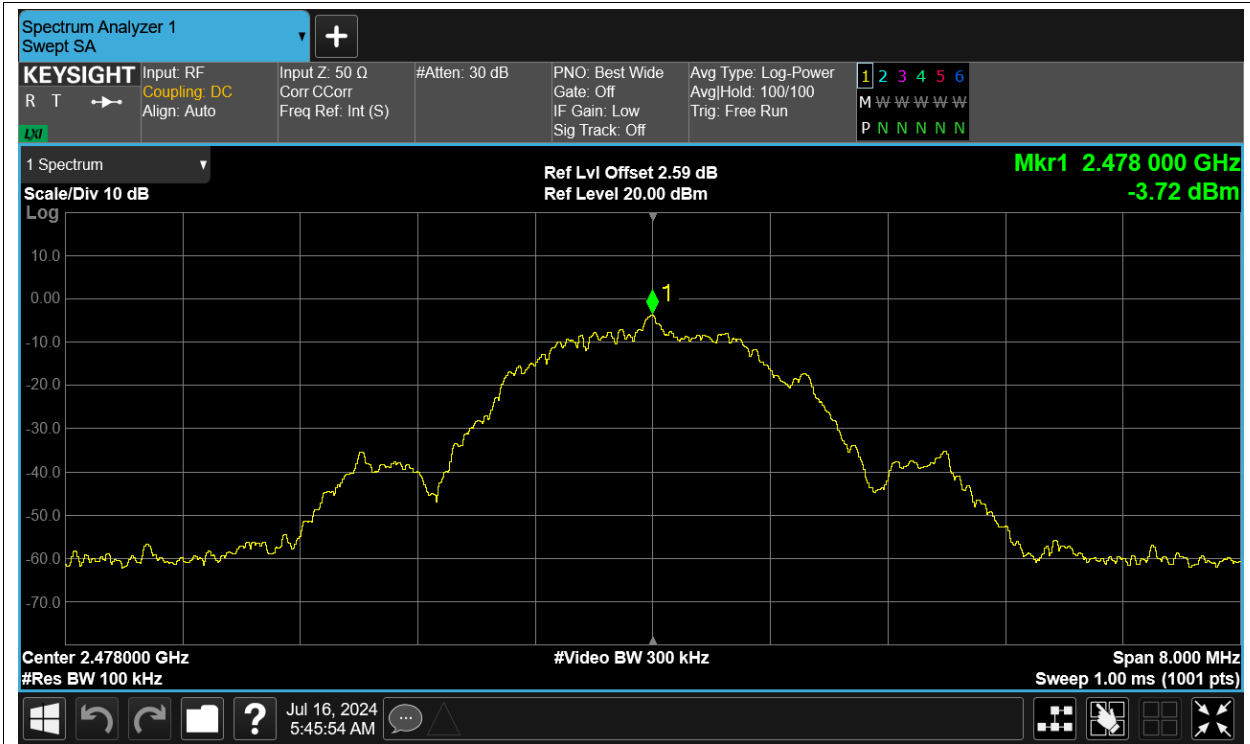 Spectrum Analyzer 1
Swept SA
KEYSIGHT
R T
LXI
Input: RF
Coupling: DC
Align: Auto
Input Z: 50 Ω
Corr CCorr
Freq Ref: Int (S)
#Atten: 30 dB
PNO: Best Wide
Gate: Off
IF Gain: Low
Sig Track: Off
Avg Type: Log-Power
Avg|Hold: 100/100
Trig: Free Run
1 2 3 4 5 6
M W W W W W
P N N N N N
1 Spectrum
Scale/Div 10 dB
Ref Lvl Offset 2.59 dB
Ref Level 20.00 dBm
Mkr1 2.478 000 GHz
-3.72 dBm
Log
10.0
0.00
-10.0
-20.0
-30.0
-40.0
-50.0
-60.0
-70.0
1
Center 2.478000 GHz
#Video BW 300 kHz
Span 8.000 MHz
#Res BW 100 kHz
Sweep 1.00 ms (1001 pts)
?
Jul 16, 2024
5:45:54 AM